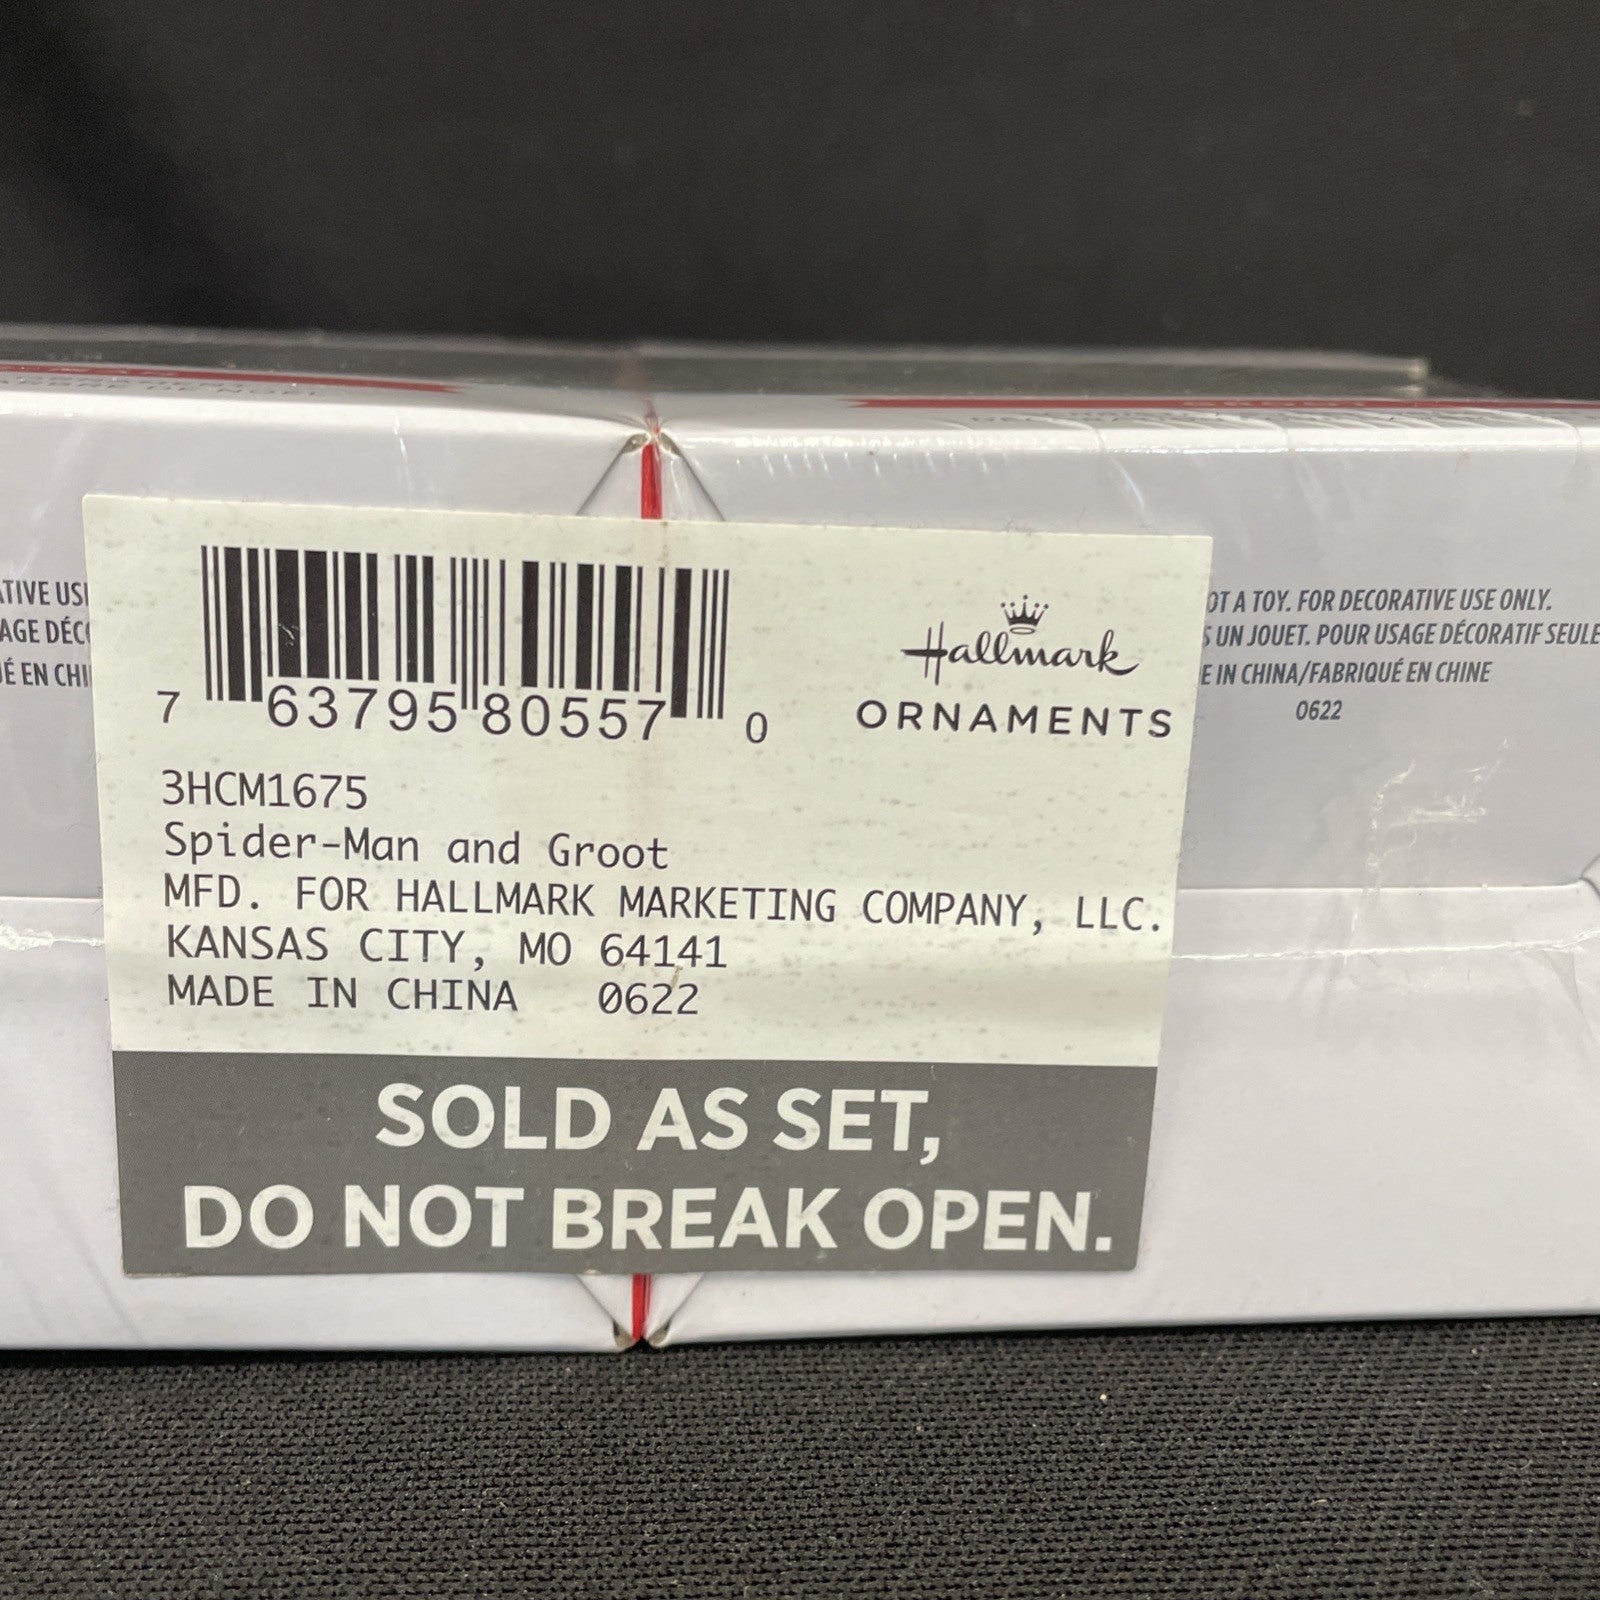 7 63795 80557 0
Hallmark
ORNAMENTS
3HCM1675
Spider-Man and Groot
MFD. FOR HALLMARK MARKETING COMPANY, LLC.
KANSAS CITY, MO 64141
MADE IN CHINA 0622
SOLD AS SET,
DO NOT BREAK OPEN.
A TOY. FOR DECORATIVE USE ONLY.
UN JOUET. POUR USAGE DÉCORATIF SEULE
IN CHINA/FABRIQUÉ EN CHINE
0622
EN